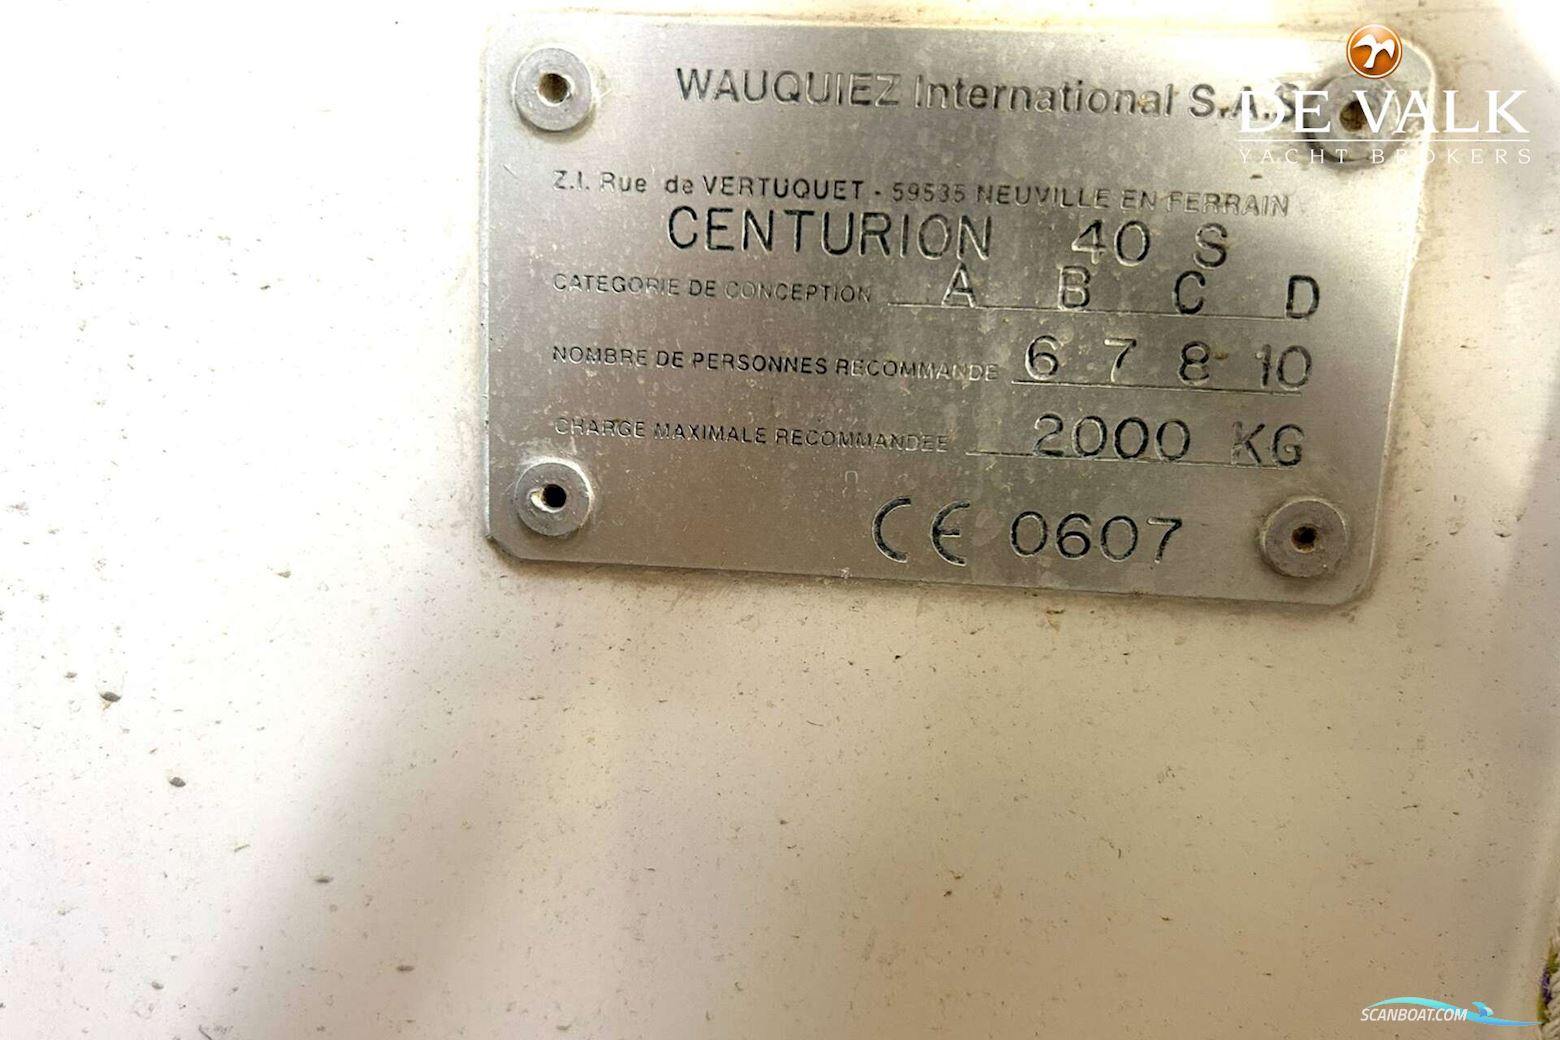 WAUQUIEZ International S.A.S
DE VALK
YACHT BROKERS
Z.I. Rue de VERTUQUET - 59535 NEUVILLE EN FERRAIN
CENTURION 40 S
CATEGORIE DE CONCEPTION A B C D
NOMBRE DE PERSONNES RECOMMANDE 6 7 8 10
CHARGE MAXIMALE RECOMMANDEE 2000 KG
CE 0607
SCANBOAT.COM